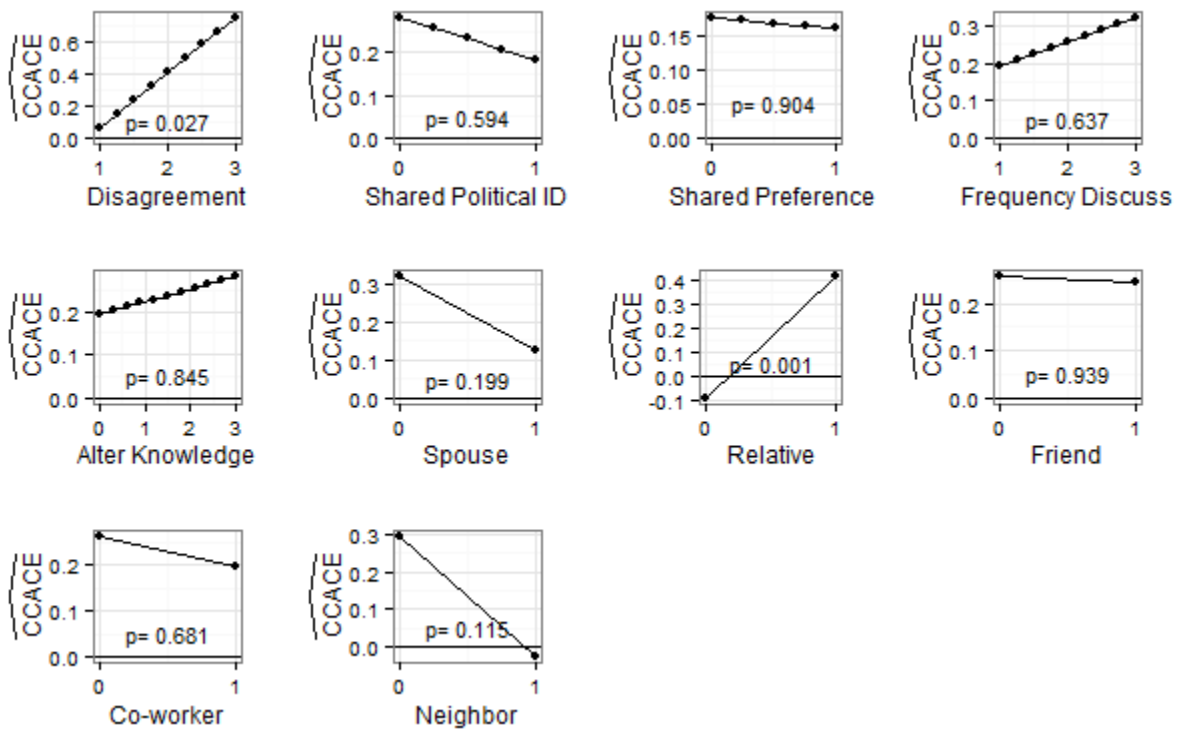 CCACE
0.6
0.4
0.2
0.0
p= 0.027
1 2 3
Disagreement
CCACE
0.2
0.1
0.0
p= 0.594
0 1
Shared Political ID
CCACE
0.15
0.10
0.05
0.00
p= 0.904
0 1
Shared Preference
CCACE
0.3
0.2
0.1
0.0
p= 0.637
1 2 3
Frequency Discuss
CCACE
0.2
0.1
0.0
p= 0.845
0 1 2 3
Alter Knowledge
CCACE
0.3
0.2
0.1
0.0
p= 0.199
0 1
Spouse
CCACE
0.4
0.3
0.2
0.1
0.0
-0.1
p= 0.001
0 1
Relative
CCACE
0.2
0.1
0.0
p= 0.939
0 1
Friend
CCACE
0.2
0.1
0.0
p= 0.681
0 1
Co-worker
CCACE
0.3
0.2
0.1
0.0
p= 0.115
0 1
Neighbor